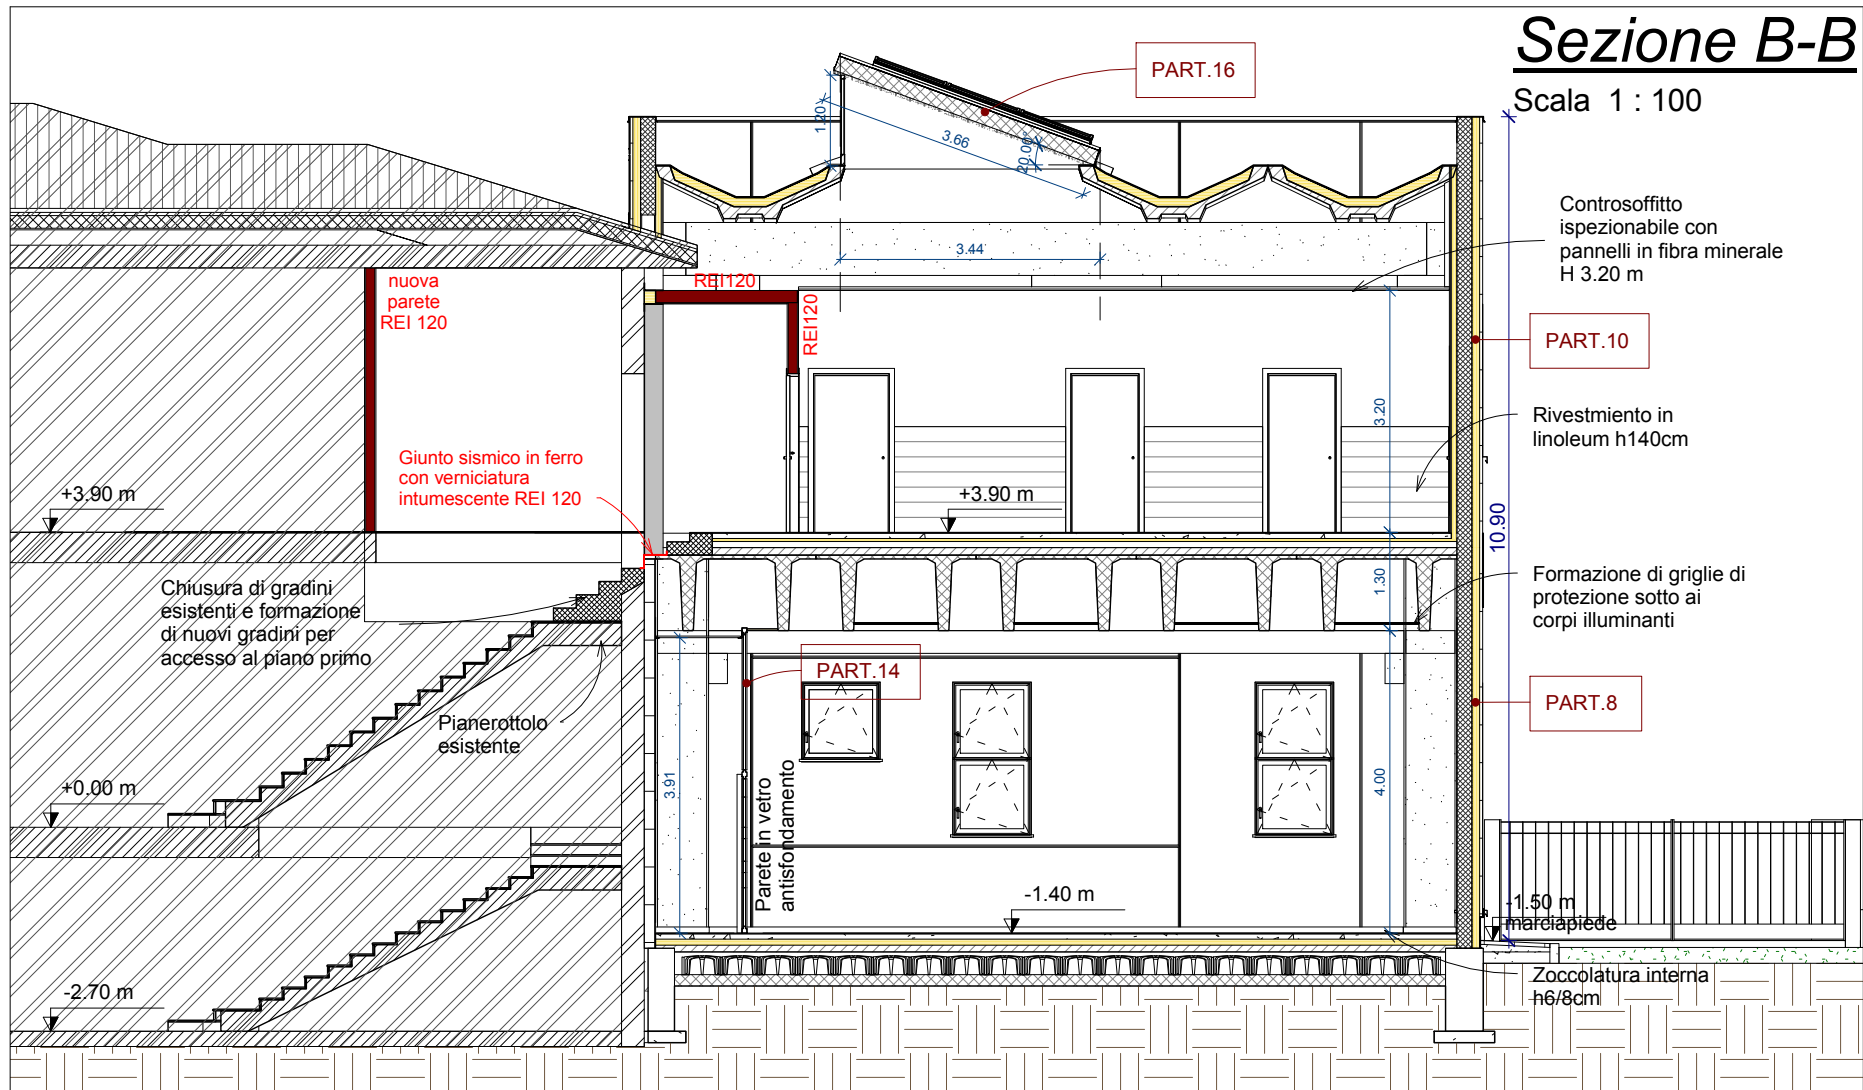 Sezione B-B
Scala 1 : 100
PART.16
1.20
3.66
20.00°
3.44
Controsoffitto
ispezionabile con
pannelli in fibra minerale
H 3.20 m
nuova
parete
REI 120
REI120
REI120
PART.10
3.20
Rivestmiento in
linoleum h140cm
Giunto sismico in ferro
con verniciatura
intumescente REI 120
+3.90 m
+3.90 m
10.90
Chiusura di gradini
esistenti e formazione
di nuovi gradini per
accesso al piano primo
1.30
Formazione di griglie di
protezione sotto ai
corpi illuminanti
PART.14
PART.8
Pianerottolo
esistente
+0.00 m
3.91
Parete in vetro
antisfondamento
4.00
-1.40 m
-1.50 m
marciapiede
-2.70 m
Zoccolatura interna
h6/8cm